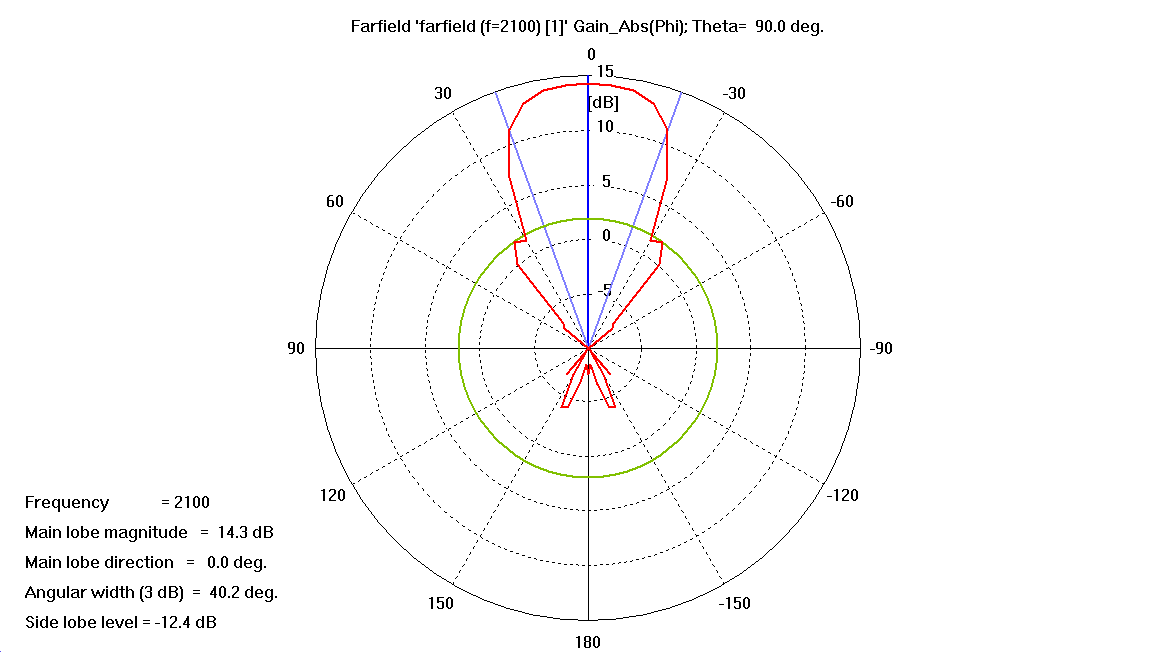 Farfield 'farfield (f=2100) [1]' Gain_Abs(Phi); Theta= 90.0 deg.
0
15
30
-30
[dB]
10
5
60
-60
0
-5
90
-90
120
-120
Frequency = 2100
Main lobe magnitude = 14.3 dB
Main lobe direction = 0.0 deg.
Angular width (3 dB) = 40.2 deg.
150
-150
Side lobe level = -12.4 dB
180